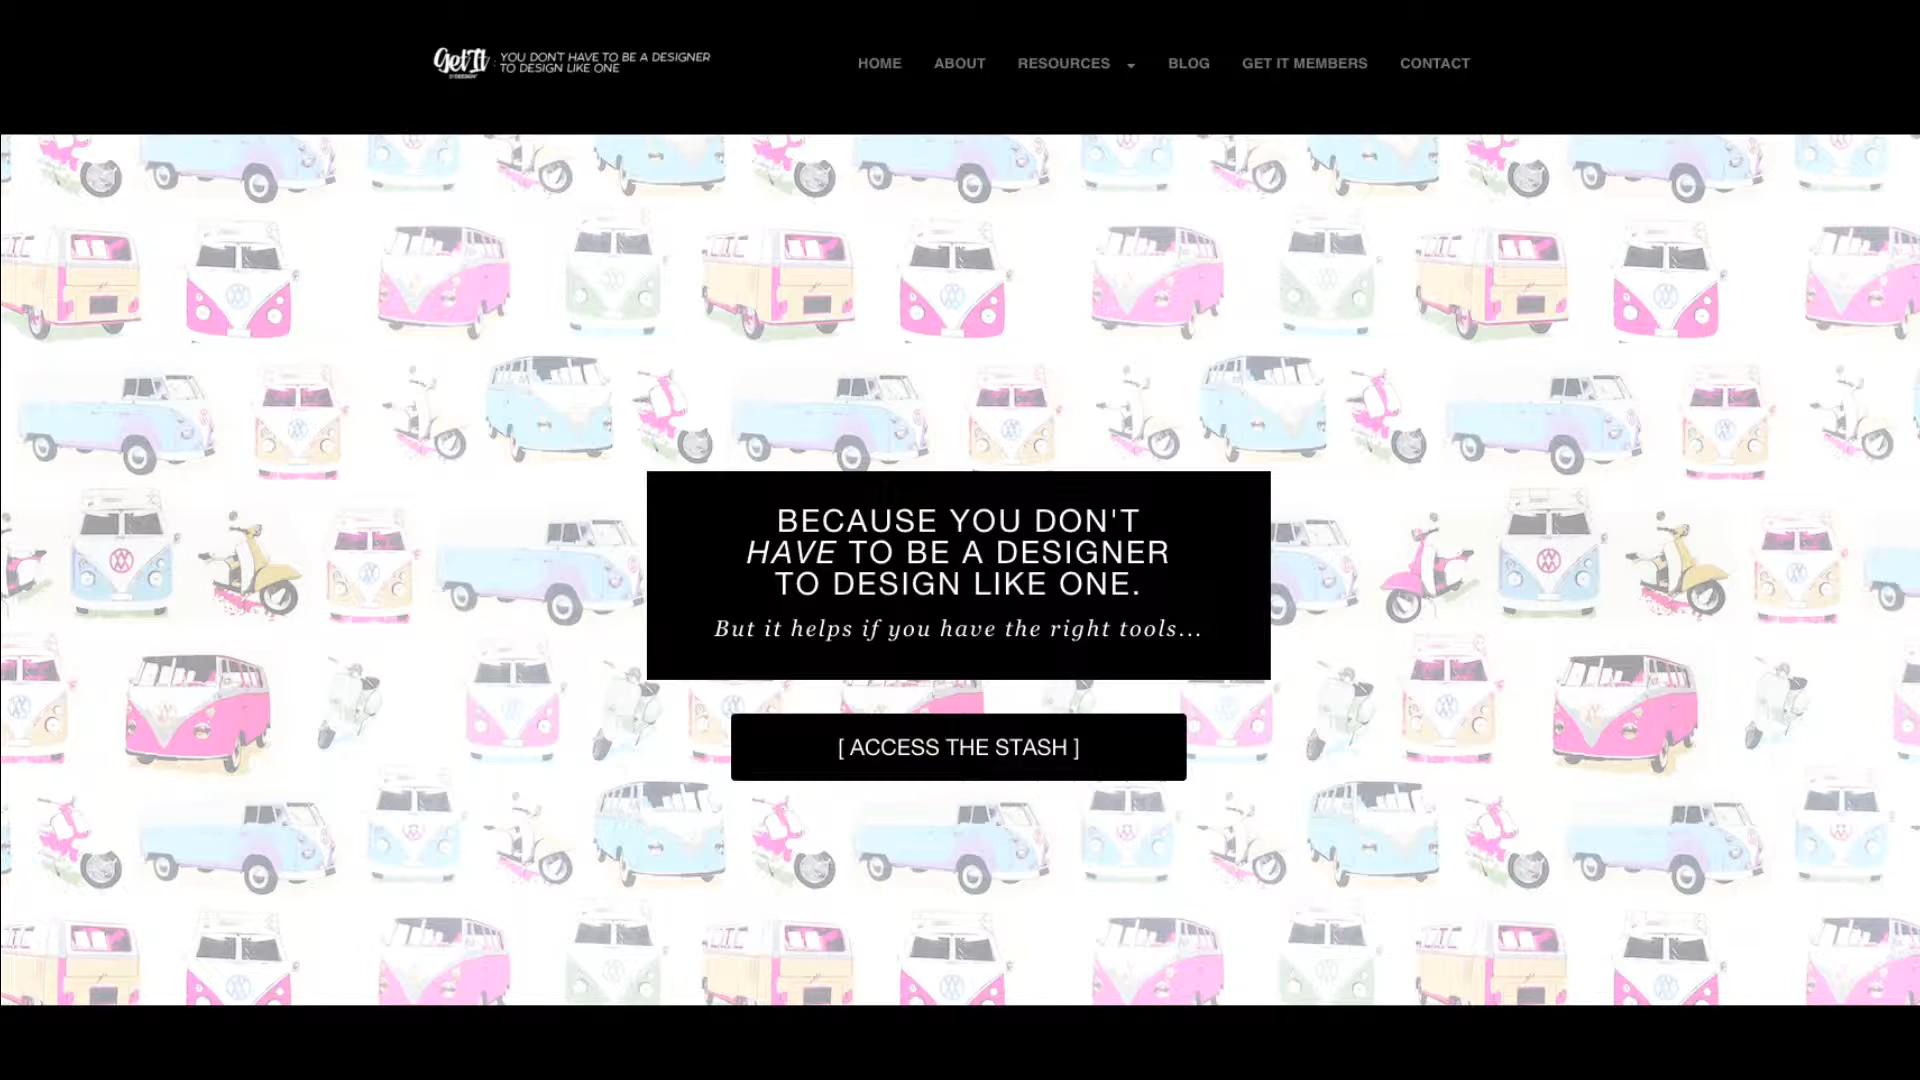 Get It
YOU DON'T HAVE TO BE A DESIGNER
TO DESIGN LIKE ONE
HOME ABOUT RESOURCES BLOG GET IT MEMBERS CONTACT
BECAUSE YOU DON'T
HAVE TO BE A DESIGNER
TO DESIGN LIKE ONE.
But it helps if you have the right tools...
[ ACCESS THE STASH ]